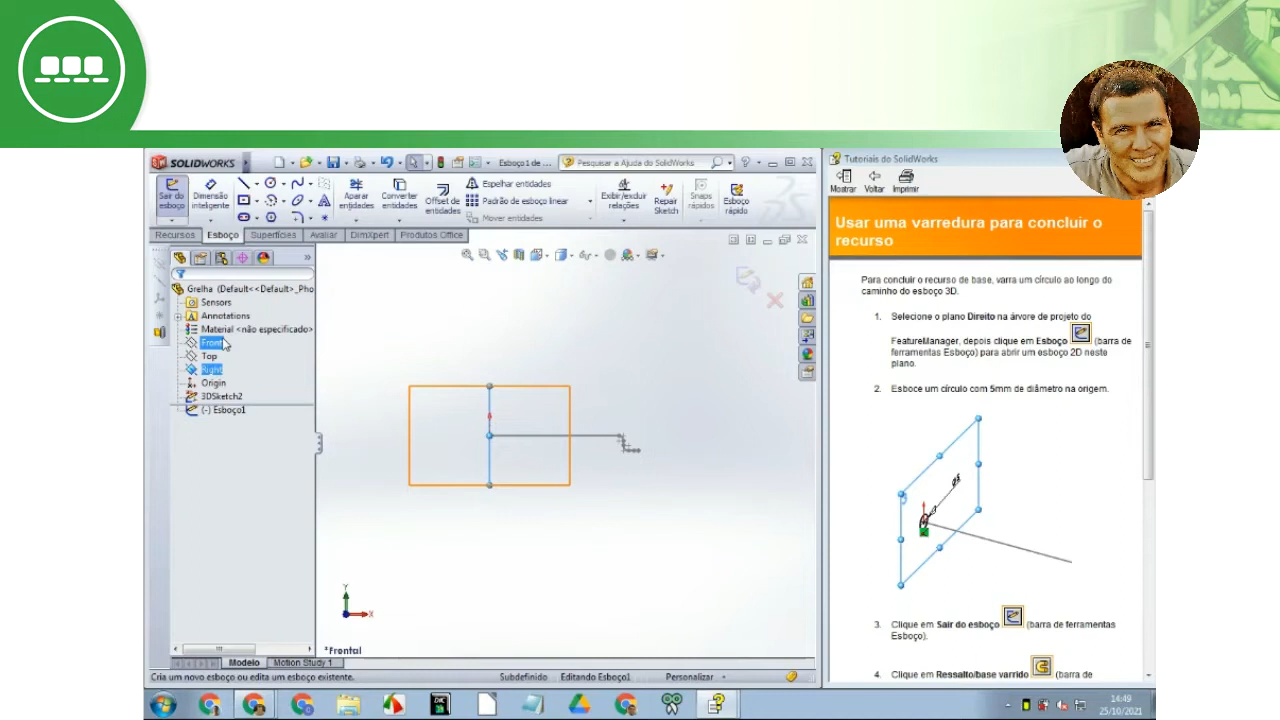 SOLIDWORKS
Esboço1 de ...
Pesquisar a Ajuda do SolidWorks
Sair do esboço
Dimensão inteligente
Aparar entidades
Converter entidades
Offset de entidades
Espelhar entidades
Padrão de esboço linear
Mover entidades
Exibir/excluir relações
Repair Sketch
Snaps rápidos
Esboço rápido
Recursos
Esboço
Superfícies
Avaliar
DimXpert
Produtos Office
Grelha (Default<<Default>_Pho
Sensors
Annotations
Material <não especificado>
Front
Top
Right
Origin
3DSketch2
(-) Esboço1
Y
X
*Frontal
Modelo
Motion Study 1
Cria um novo esboço ou edita um esboço existente.
Subdefinido
Editando Esboço1
Personalizar
Tutoriais do SolidWorks
Mostrar
Voltar
Imprimir
Usar uma varredura para concluir o
recurso
Para concluir o recurso de base, varra um círculo ao longo do
caminho do esboço 3D.
1. Selecione o plano Direito na árvore de projeto do
FeatureManager, depois clique em Esboço (barra de
ferramentas Esboço) para abrir um esboço 2D neste
plano.
2. Esboce um círculo com 5mm de diâmetro na origem.
Ø5
3. Clique em Sair do esboço (barra de ferramentas
Esboço).
4. Clique em Ressalto/base varrido (barra de
14:49
25/10/2021